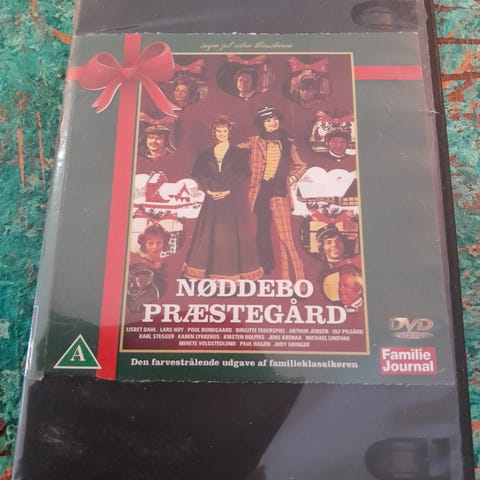 ingen jul uden klassikeren
NØDDEBO
PRÆSTEGÅRD
LISBET DAHL · LARS HØY · POUL BUNDGAARD · BIRGITTE FEDERSPIEL · ARTHUR JENSEN · ULF PILGÅRD
KARL STEGGER · KAREN LYKKEHUS · KIRSTEN ROLFFES · JENS BRENAA · MICHAEL LINDVAD
MERETE VOLDSTEDLUND · PAUL HAGEN · JUDY GRINGER
DVD
VIDEO
A
Familie
Journal
Den farvestrålende udgave af familieklassikeren